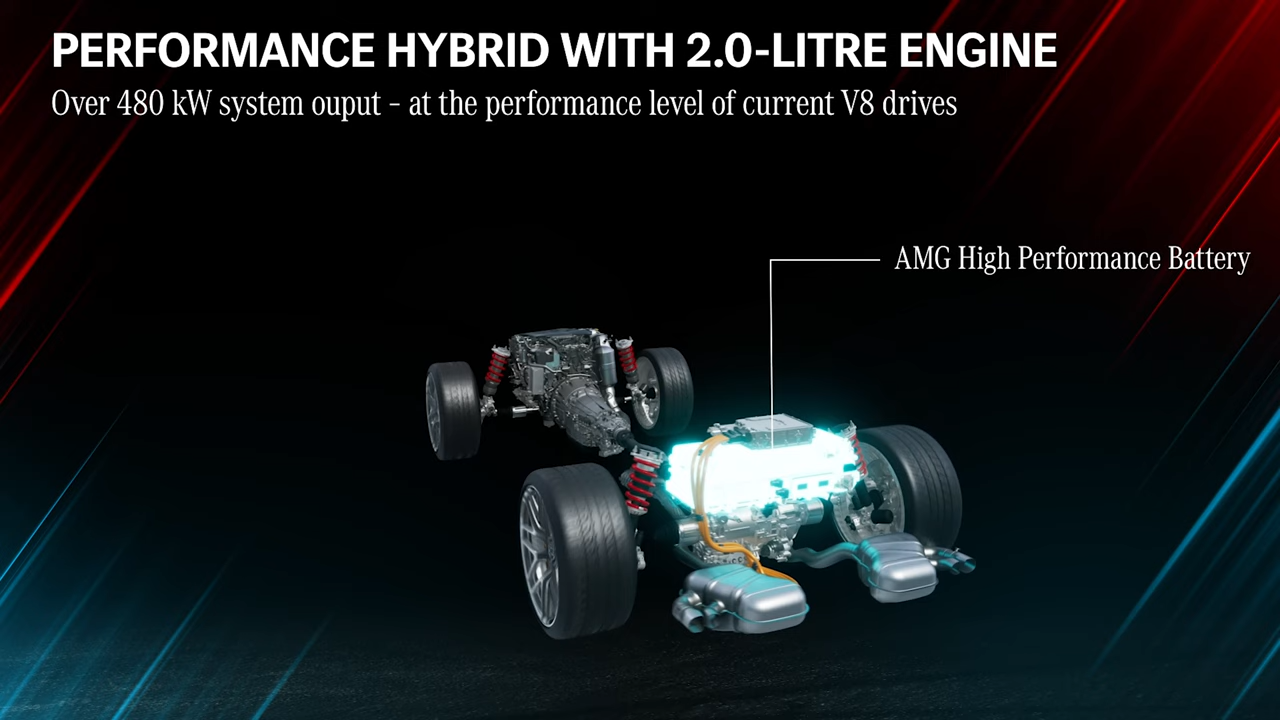 PERFORMANCE HYBRID WITH 2.0-LITRE ENGINE
Over 480 kW system ouput - at the performance level of current V8 drives
AMG High Performance Battery